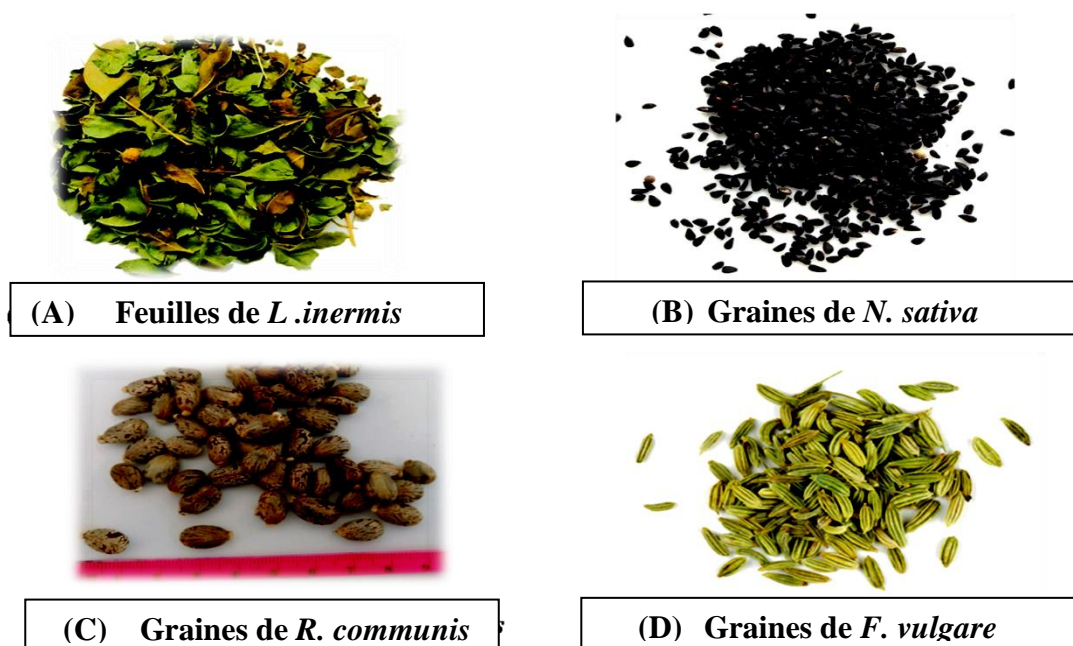 (A) Feuilles de L .inermis
(B) Graines de N. sativa
(C) Graines de R. communis
(D) Graines de F. vulgare